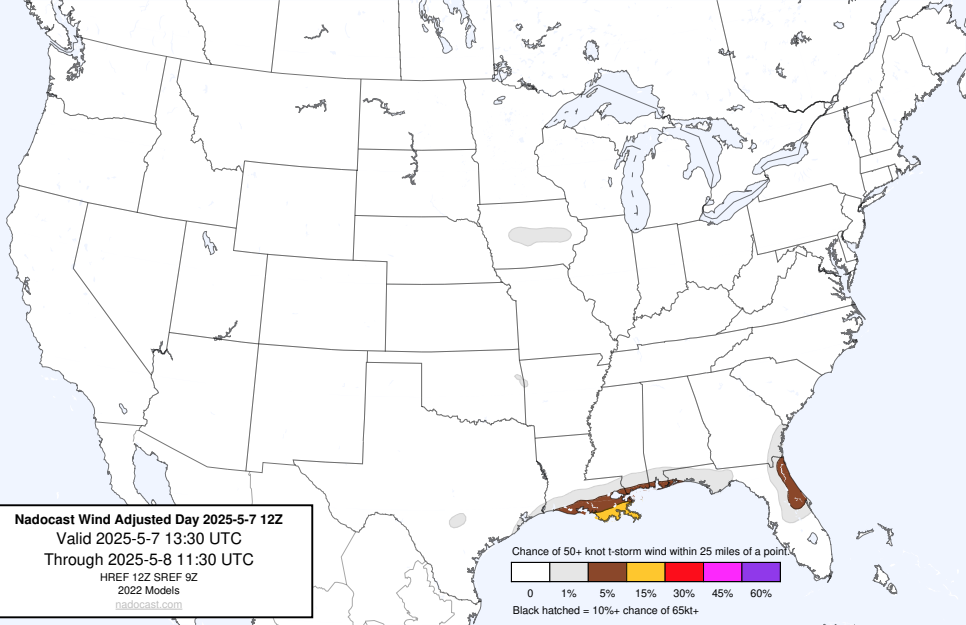 Nadocast Wind Adjusted Day 2025-5-7 12Z
Valid 2025-5-7 13:30 UTC
Through 2025-5-8 11:30 UTC
HREF 12Z SREF 9Z
2022 Models
nadocast.com
Chance of 50+ knot t-storm wind within 25 miles of a point.
0 1% 5% 15% 30% 45% 60%
Black hatched = 10%+ chance of 65kt+